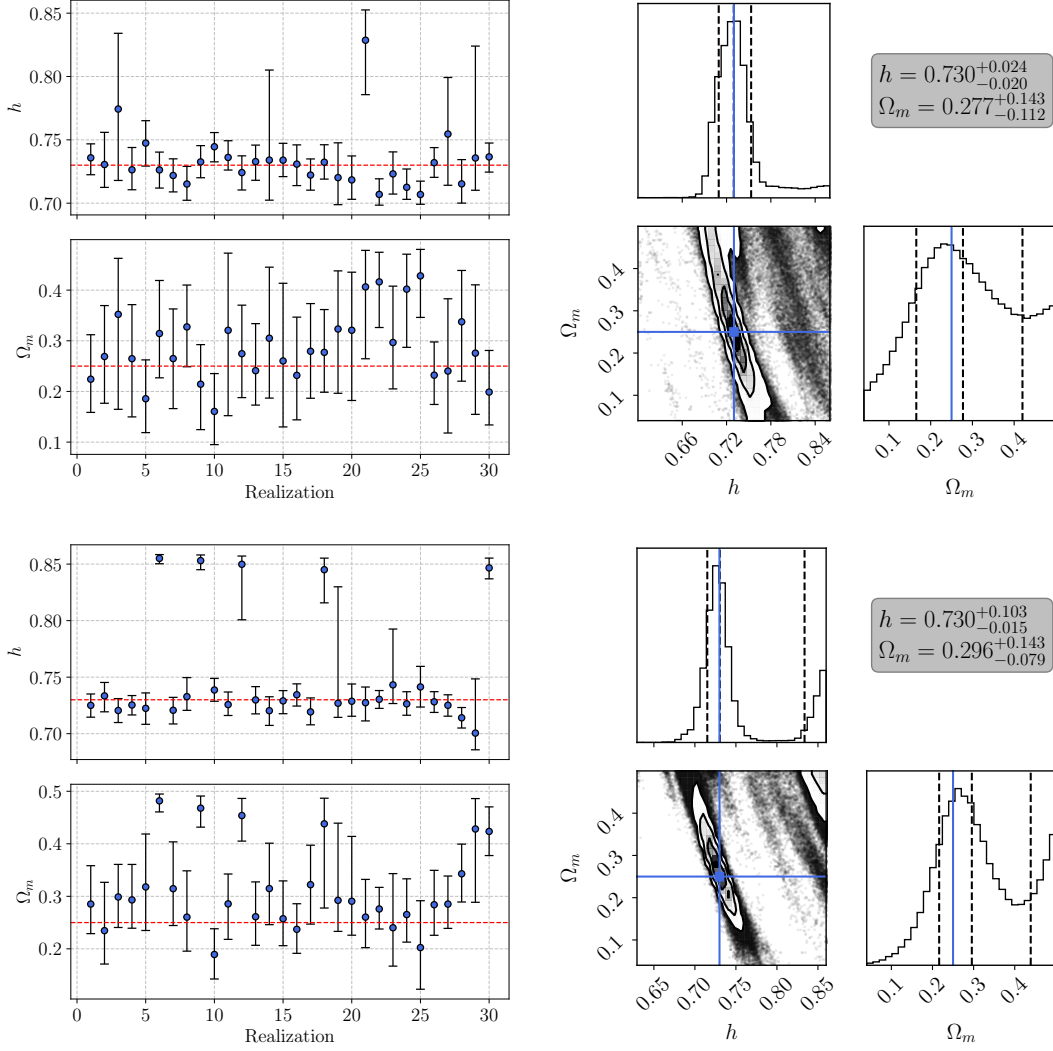 0.85
0.80
0.75
0.70
h
0.4
0.3
0.2
0.1
Ω_m
0 5 10 15 20 25 30
Realization
h = 0.730^{+0.024}_{-0.020}
Ω_m = 0.277^{+0.143}_{-0.112}
0.4
0.3
0.2
0.1
Ω_m
0.66 0.72 0.78 0.84
h
0.1 0.2 0.3 0.4
Ω_m
0.85
0.80
0.75
0.70
h
0.5
0.4
0.3
0.2
Ω_m
0 5 10 15 20 25 30
Realization
h = 0.730^{+0.103}_{-0.015}
Ω_m = 0.296^{+0.143}_{-0.079}
0.4
0.3
0.2
0.1
Ω_m
0.65 0.70 0.75 0.80 0.85
h
0.1 0.2 0.3 0.4
Ω_m